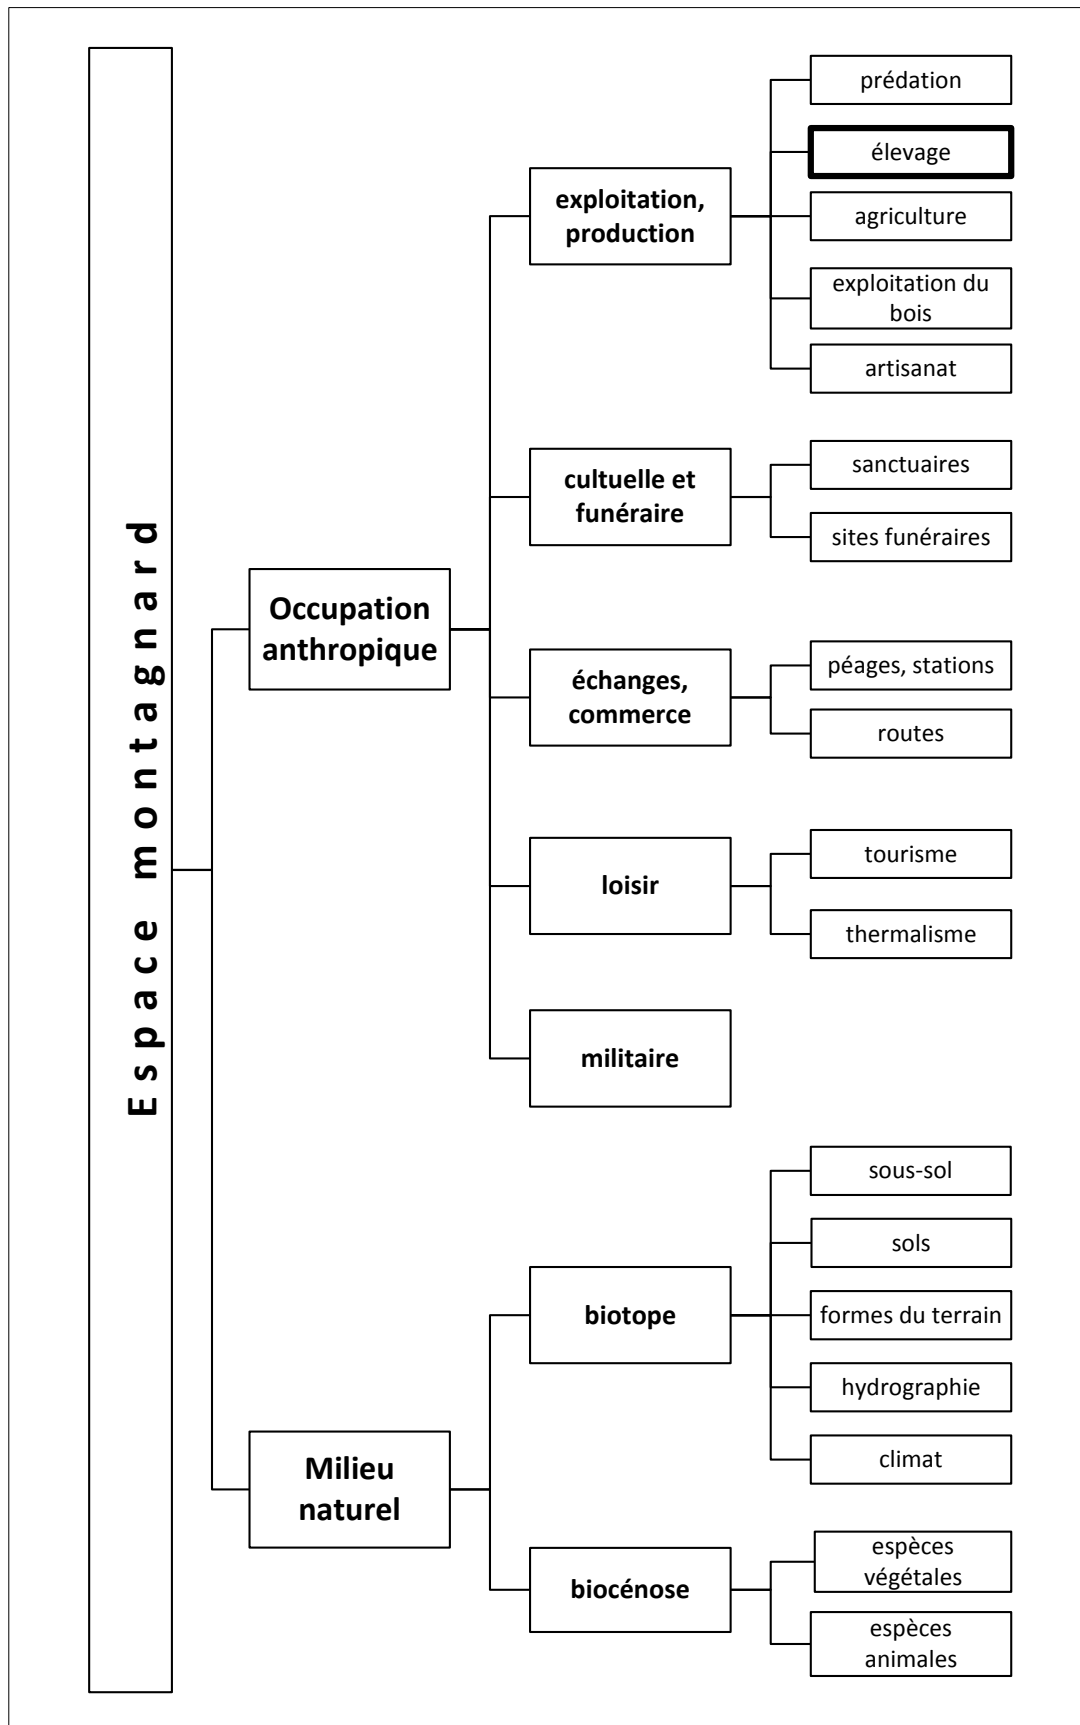 Espace montagnard
Occupation
anthropique
exploitation,
production
prédation
élevage
agriculture
exploitation du
bois
artisanat
cultuelle et
funéraire
sanctuaires
sites funéraires
échanges,
commerce
péages, stations
routes
loisir
tourisme
thermalisme
militaire
Milieu
naturel
biotope
sous-sol
sols
formes du terrain
hydrographie
climat
biocénose
espèces
végétales
espèces
animales